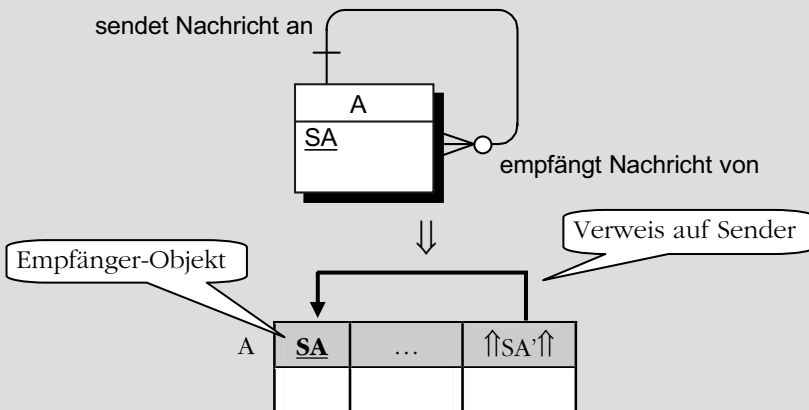 sendet Nachricht an
A
SA
empfängt Nachricht von
⇓
Verweis auf Sender
Empfänger-Objekt
A SA … ⇑SA’⇑